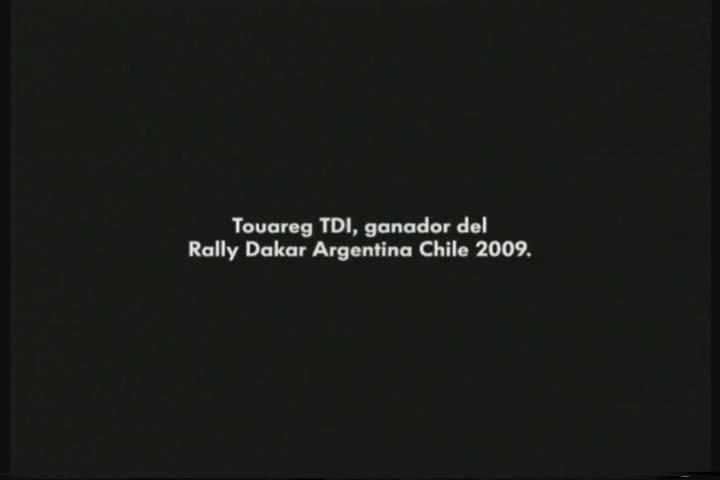 Touareg TDI, ganador del
Rally Dakar Argentina Chile 2009.